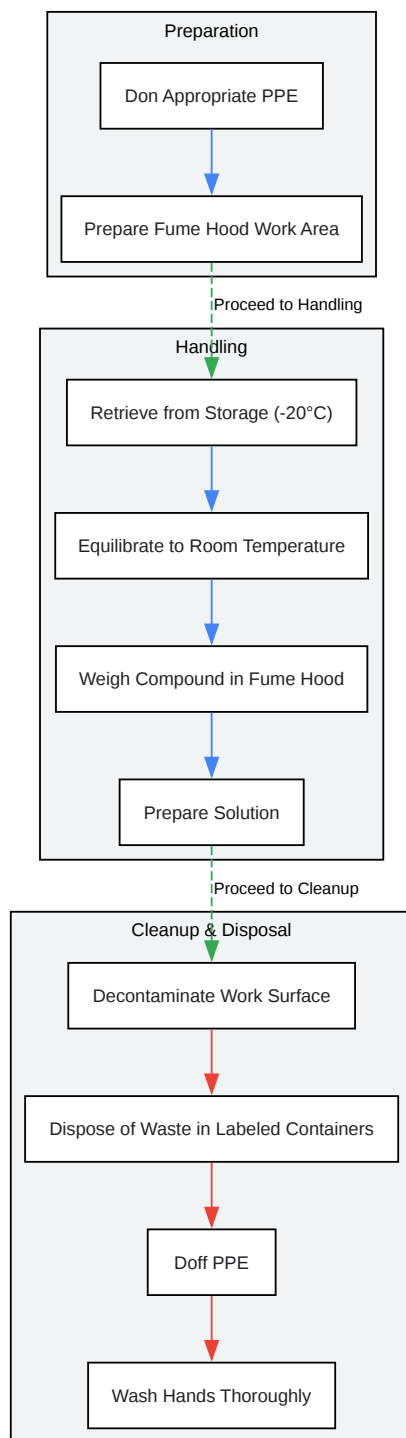 Preparation
Don Appropriate PPE
Prepare Fume Hood Work Area
Proceed to Handling
Handling
Retrieve from Storage (-20°C)
Equilibrate to Room Temperature
Weigh Compound in Fume Hood
Prepare Solution
Proceed to Cleanup
Cleanup & Disposal
Decontaminate Work Surface
Dispose of Waste in Labeled Containers
Doff PPE
Wash Hands Thoroughly